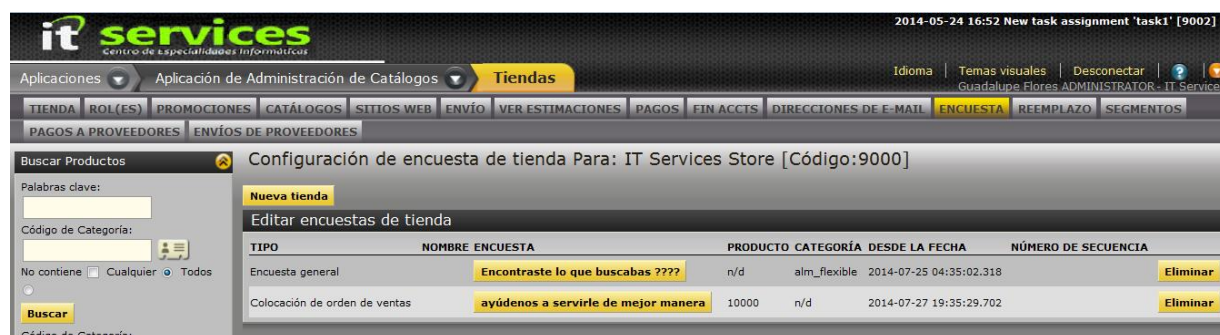 2014-05-24 16:52 New task assignment 'task1' [9002]
it services
Centro de Especialidades Informáticas
Aplicaciones Aplicación de Administración de Catálogos Tiendas
Idioma | Temas visuales | Desconectar | ? |
Guadalupe Flores ADMINISTRATOR - IT Service
TIENDA ROL(ES) PROMOCIONES CATÁLOGOS SITIOS WEB ENVÍO VER ESTIMACIONES PAGOS FIN ACCTS DIRECCIONES DE E-MAIL ENCUESTA REEMPLAZO SEGMENTOS
PAGOS A PROVEEDORES ENVÍOS DE PROVEEDORES
Buscar Productos
Palabras clave:
Código de Categoría:
No contiene Cualquier Todos
Buscar
Código de Categoría:
Configuración de encuesta de tienda Para: IT Services Store [Código:9000]
Nueva tienda
Editar encuestas de tienda
TIPO NOMBRE ENCUESTA PRODUCTO CATEGORÍA DESDE LA FECHA NÚMERO DE SECUENCIA
Encuesta general Encontraste lo que buscabas ???? n/d alm_flexible 2014-07-25 04:35:02.318 Eliminar
Colocación de orden de ventas ayúdenos a servirle de mejor manera 10000 n/d 2014-07-27 19:35:29.702 Eliminar